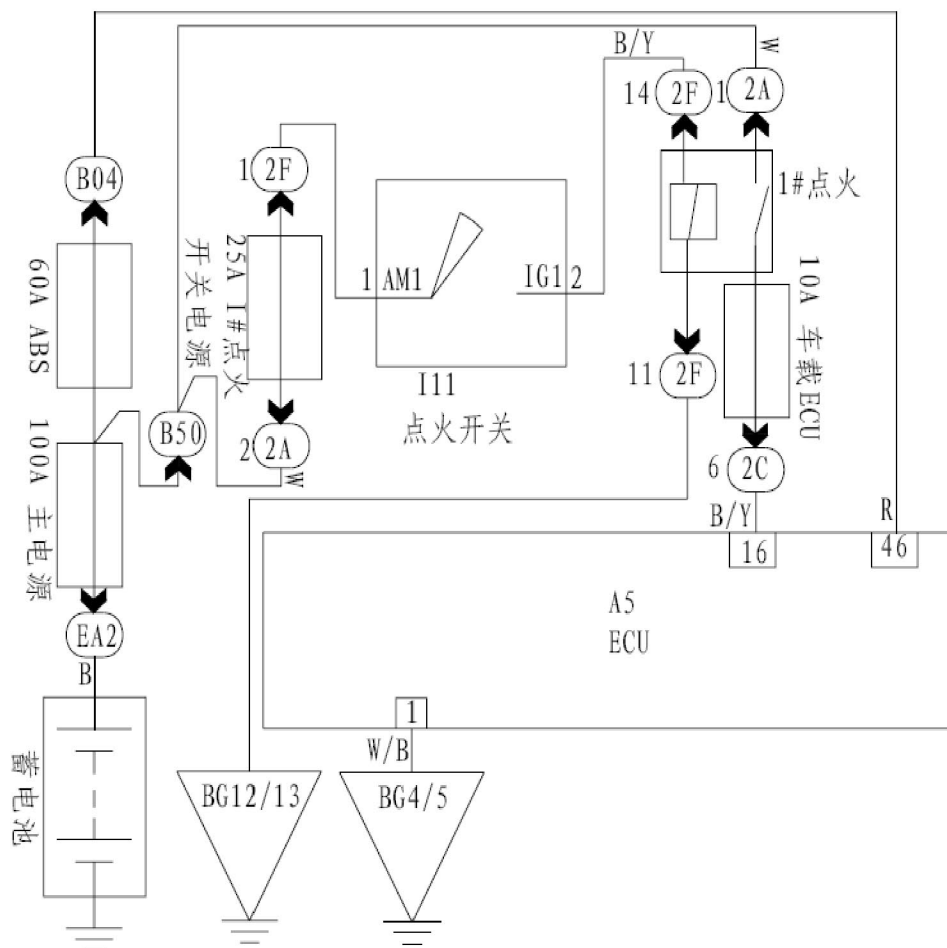 B/Y
W
14
2F
1
2A
B04
1
2F
1#点火
60A ABS
开关电源
25A 1#点火
1
AM1
IG1
2
10A 车载ECU
11
2F
I11
点火开关
B50
2
2A
W
100A 主电源
6
2C
B/Y
R
16
46
A5
ECU
EA2
B
1
W/B
蓄电池
BG12/13
BG4/5